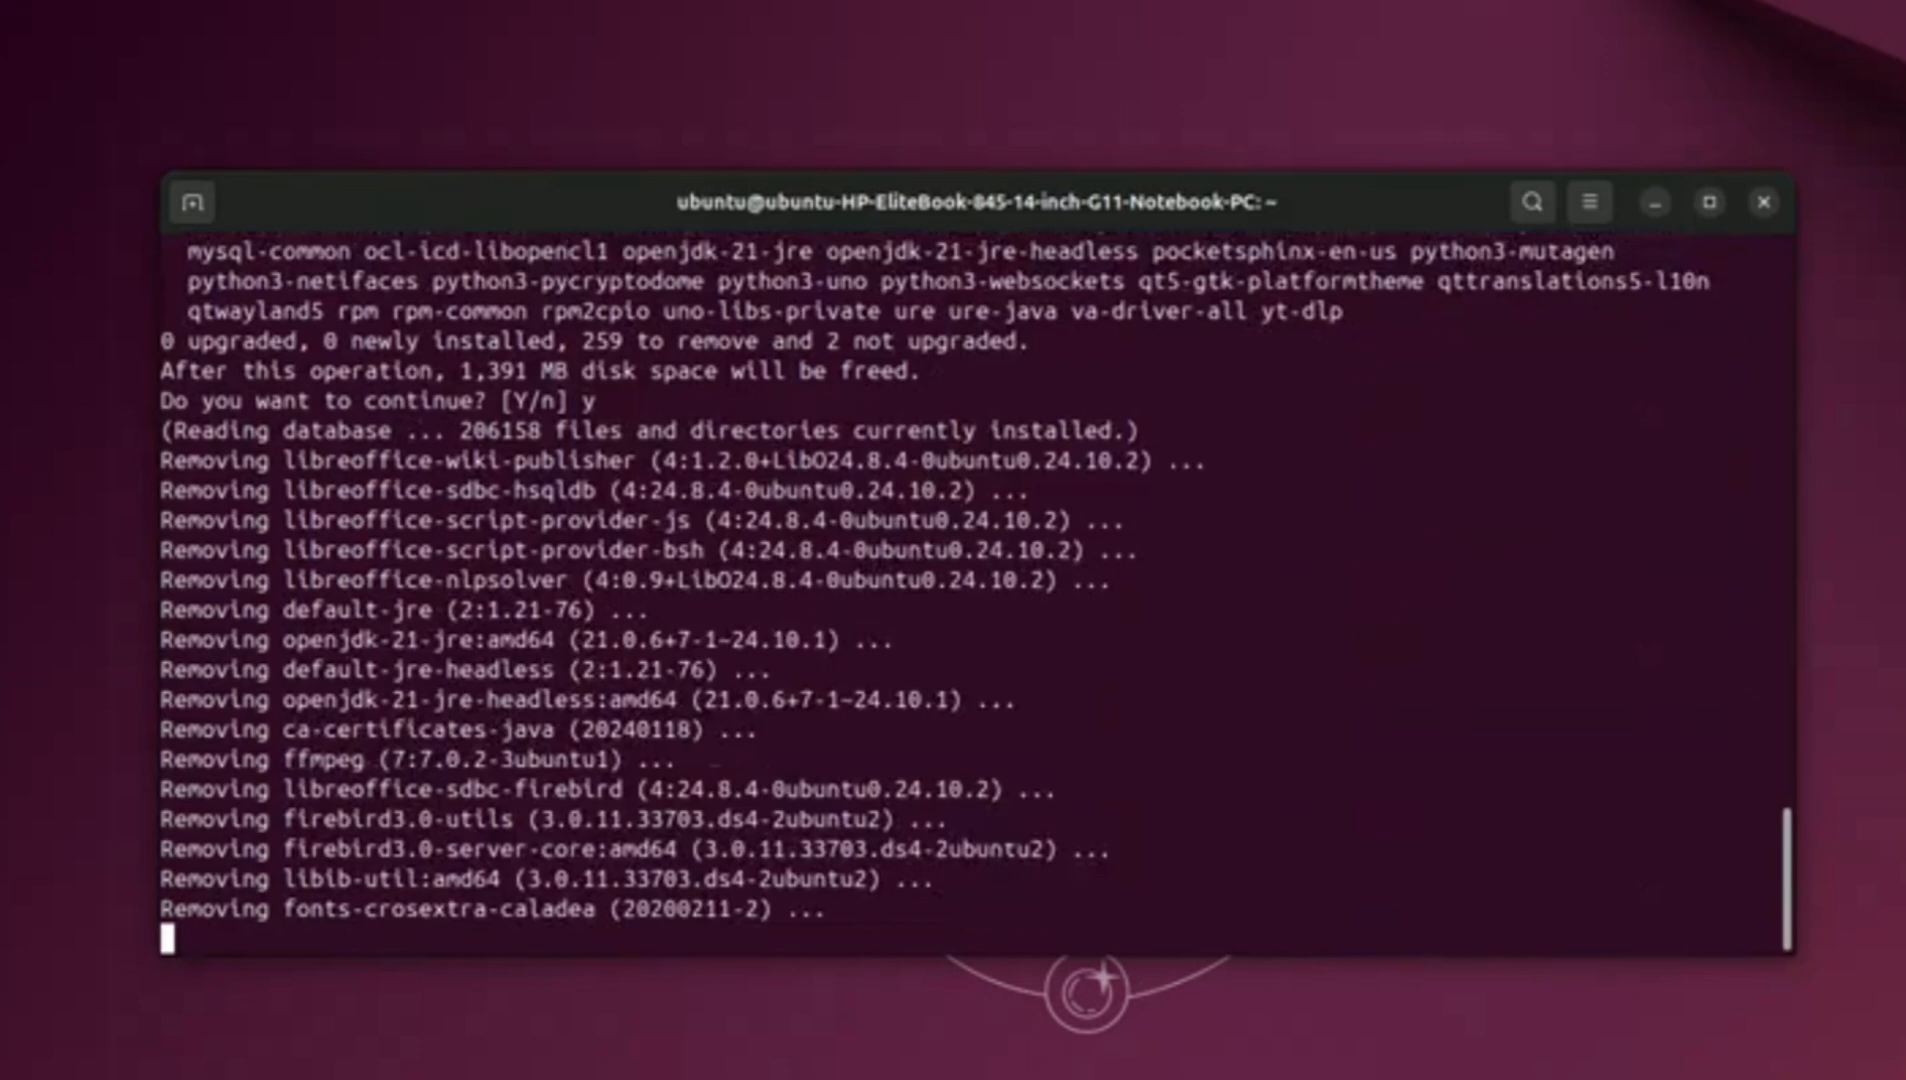 ubuntu@ubuntu-HP-EliteBook-845-14-inch-G11-Notebook-PC: ~
mysql-common ocl-icd-libopencl1 openjdk-21-jre openjdk-21-jre-headless pocketsphinx-en-us python3-mutagen
python3-netifaces python3-pycryptodome python3-uno python3-websockets qt5-gtk-platformtheme qttranslations5-l10n
qtwayland5 rpm rpm-common rpm2cpio uno-libs-private ure ure-java va-driver-all yt-dlp
0 upgraded, 0 newly installed, 259 to remove and 2 not upgraded.
After this operation, 1,391 MB disk space will be freed.
Do you want to continue? [Y/n] y
(Reading database ... 206158 files and directories currently installed.)
Removing libreoffice-wiki-publisher (4:1.2.0+LibO24.8.4-0ubuntu0.24.10.2) ...
Removing libreoffice-sdbc-hsqldb (4:24.8.4-0ubuntu0.24.10.2) ...
Removing libreoffice-script-provider-js (4:24.8.4-0ubuntu0.24.10.2) ...
Removing libreoffice-script-provider-bsh (4:24.8.4-0ubuntu0.24.10.2) ...
Removing libreoffice-nlpsolver (4:0.9+LibO24.8.4-0ubuntu0.24.10.2) ...
Removing default-jre (2:1.21-76) ...
Removing openjdk-21-jre:amd64 (21.0.6+7-1~24.10.1) ...
Removing default-jre-headless (2:1.21-76) ...
Removing openjdk-21-jre-headless:amd64 (21.0.6+7-1~24.10.1) ...
Removing ca-certificates-java (20240118) ...
Removing ffmpeg (7:7.0.2-3ubuntu1) ...
Removing libreoffice-sdbc-firebird (4:24.8.4-0ubuntu0.24.10.2) ...
Removing firebird3.0-utils (3.0.11.33703.ds4-2ubuntu2) ...
Removing firebird3.0-server-core:amd64 (3.0.11.33703.ds4-2ubuntu2) ...
Removing libib-util:amd64 (3.0.11.33703.ds4-2ubuntu2) ...
Removing fonts-crosextra-caladea (20200211-2) ...